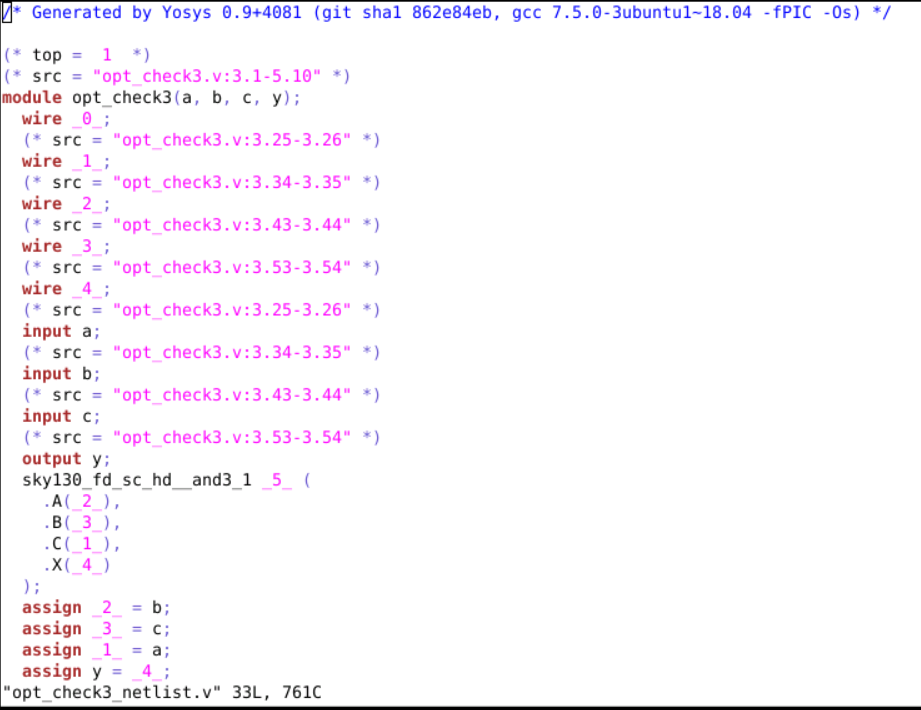 /* Generated by Yosys 0.9+4081 (git sha1 862e84eb, gcc 7.5.0-3ubuntu1~18.04 -fPIC -Os) */
(* top =  1  *)
(* src = "opt_check3.v:3.1-5.10" *)
module opt_check3(a, b, c, y);
  wire _0_;
  (* src = "opt_check3.v:3.25-3.26" *)
  wire _1_;
  (* src = "opt_check3.v:3.34-3.35" *)
  wire _2_;
  (* src = "opt_check3.v:3.43-3.44" *)
  wire _3_;
  (* src = "opt_check3.v:3.53-3.54" *)
  wire _4_;
  (* src = "opt_check3.v:3.25-3.26" *)
  input a;
  (* src = "opt_check3.v:3.34-3.35" *)
  input b;
  (* src = "opt_check3.v:3.43-3.44" *)
  input c;
  (* src = "opt_check3.v:3.53-3.54" *)
  output y;
  sky130_fd_sc_hd__and3_1 _5_ (
    .A(_2_),
    .B(_3_),
    .C(_1_),
    .X(_4_)
  );
  assign _2_ = b;
  assign _3_ = c;
  assign _1_ = a;
  assign y = _4_;
"opt_check3_netlist.v" 33L, 761C